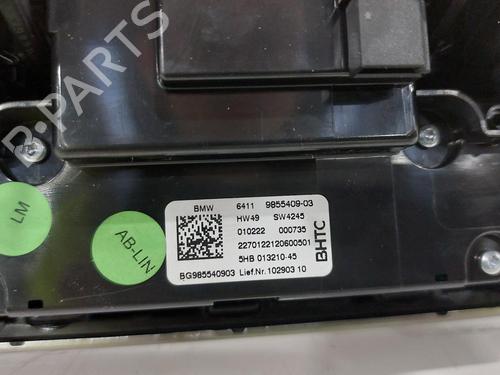 B-PARTS
LM
AB-LIN
BMW 6411 9855409-03
HW49 SW4245
010222 000735
2270122120600501
5HB 013210-45
BG985540903 Lief.Nr.102903 10
BHTC